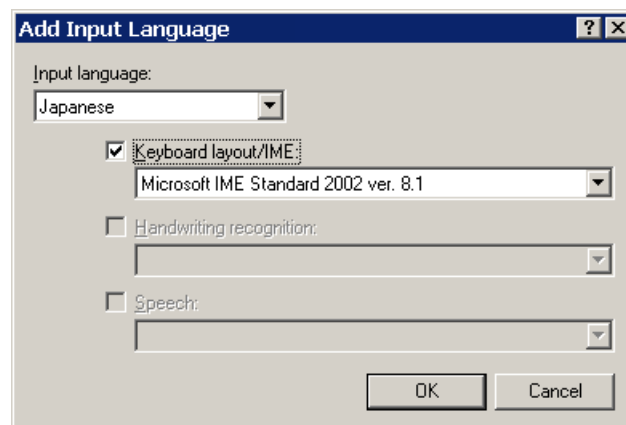 Add Input Language
Input language:
Japanese
Keyboard layout/IME:
Microsoft IME Standard 2002 ver. 8.1
Handwriting recognition:
Speech:
OK Cancel